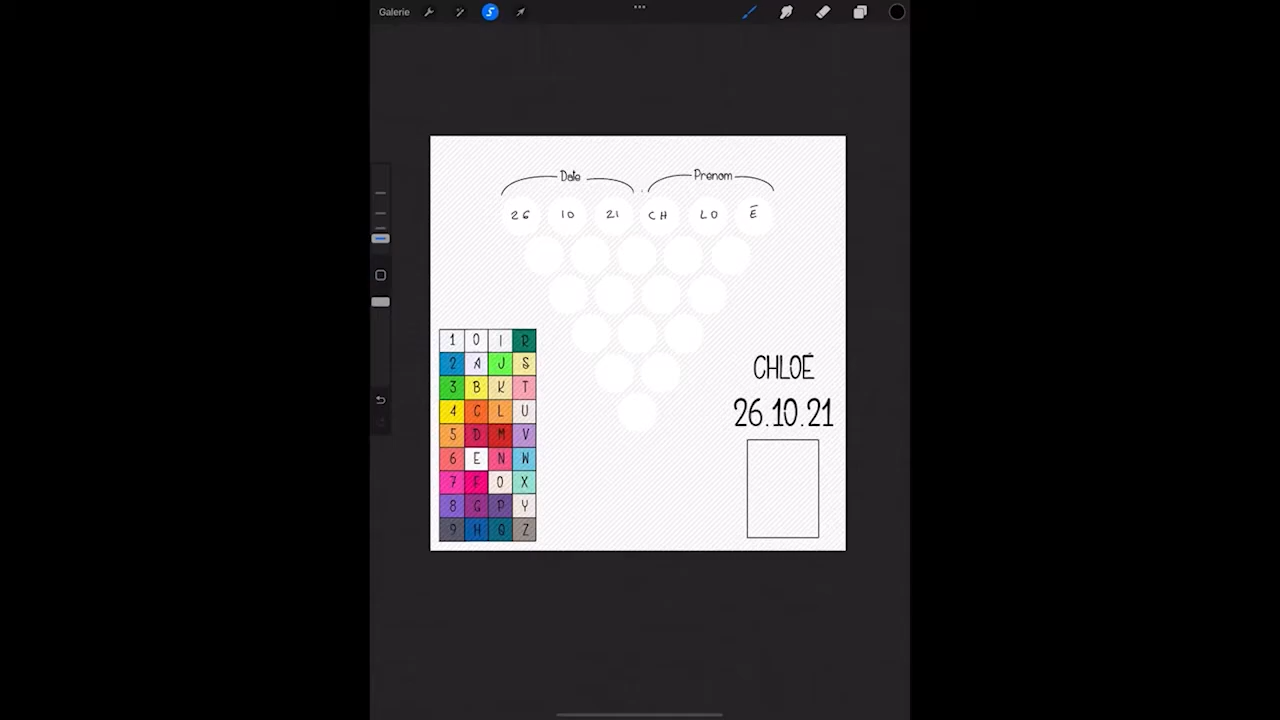 Galerie
Date Prenom
26 10 21 CH LO Ē
1 0 I R
2 A J S
3 B K T
4 C L U
5 D M V
6 E N W
7 F O X
8 G P Y
9 H Q Z
CHLOÉ
26.10.21